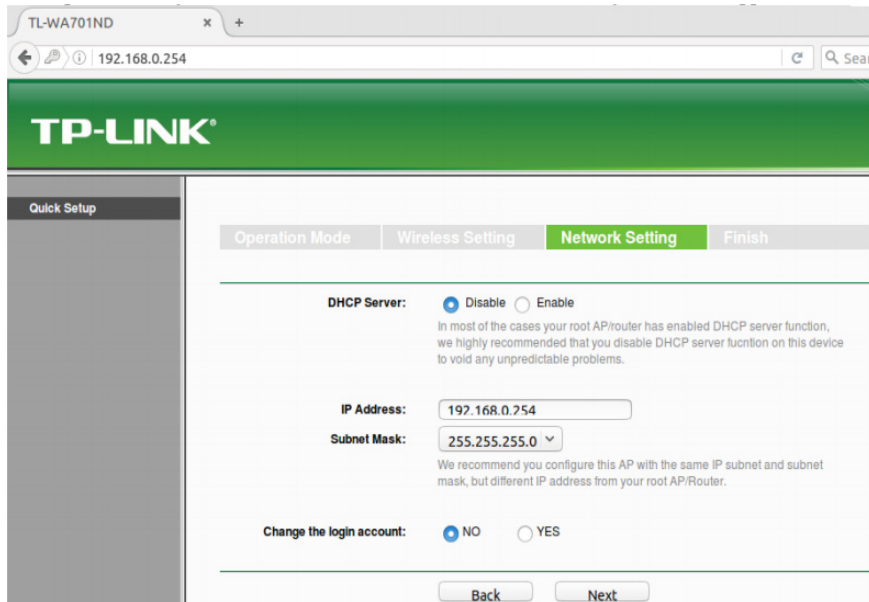 TL-WA701ND × +
192.168.0.254 Sear
TP-LINK®
Quick Setup
Operation Mode Wireless Setting Network Setting Finish
DHCP Server: Disable Enable
In most of the cases your root AP/router has enabled DHCP server function,
we highly recommended that you disable DHCP server fucntion on this device
to void any unpredictable problems.
IP Address: 192.168.0.254
Subnet Mask: 255.255.255.0
We recommend you configure this AP with the same IP subnet and subnet
mask, but different IP address from your root AP/Router.
Change the login account: NO YES
Back Next